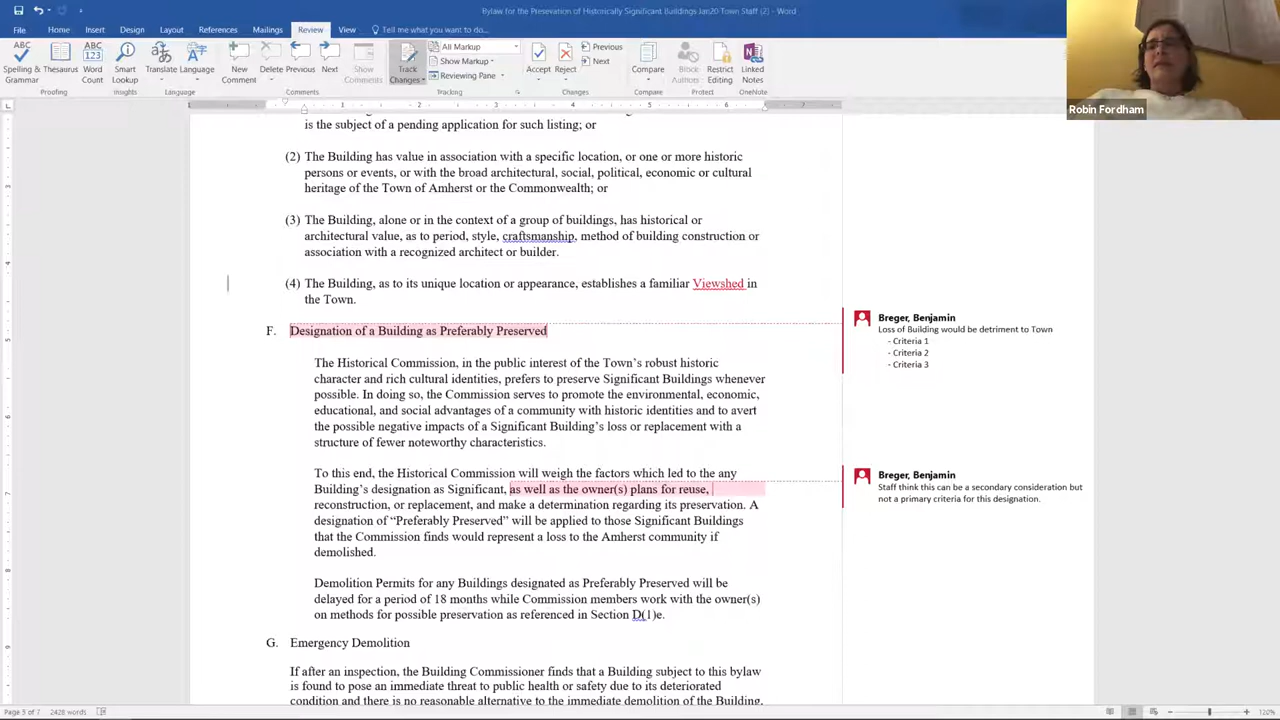 Bylaw for the Presevation of Historically Significant Buildings Jan20 Town Staff (2) - Word
File Home Insert Design Layout References Mailings Review View Tell me what you want to do...
Spelling & Grammar Thesaurus Word Count Smart Lookup Translate Language New Comment Delete Previous Next Show Comments Track Changes All Markup Show Markup Reviewing Pane Accept Reject Previous Next Compare Block Authors Restrict Editing Linked Notes
Proofing Insights Language Comments Tracking Changes Compare Protect OneNote
Robin Fordham
1 1 2 3 4 5 6 7
is the subject of a pending application for such listing; or
(2) The Building has value in association with a specific location, or one or more historic
persons or events, or with the broad architectural, social, political, economic or cultural
heritage of the Town of Amherst or the Commonwealth; or
(3) The Building, alone or in the context of a group of buildings, has historical or
architectural value, as to period, style, craftsmanship, method of building construction or
association with a recognized architect or builder.
(4) The Building, as to its unique location or appearance, establishes a familiar Viewshed in
the Town.
F. Designation of a Building as Preferably Preserved
The Historical Commission, in the public interest of the Town's robust historic
character and rich cultural identities, prefers to preserve Significant Buildings whenever
possible. In doing so, the Commission serves to promote the environmental, economic,
educational, and social advantages of a community with historic identities and to avert
the possible negative impacts of a Significant Building's loss or replacement with a
structure of fewer noteworthy characteristics.
To this end, the Historical Commission will weigh the factors which led to the any
Building's designation as Significant, as well as the owner(s) plans for reuse,
reconstruction, or replacement, and make a determination regarding its preservation. A
designation of "Preferably Preserved" will be applied to those Significant Buildings
that the Commission finds would represent a loss to the Amherst community if
demolished.
Demolition Permits for any Buildings designated as Preferably Preserved will be
delayed for a period of 18 months while Commission members work with the owner(s)
on methods for possible preservation as referenced in Section D(1)e.
G. Emergency Demolition
If after an inspection, the Building Commissioner finds that a Building subject to this bylaw
is found to pose an immediate threat to public health or safety due to its deteriorated
condition and there is no reasonable alternative to the immediate demolition of the Building,
Breger, Benjamin
Loss of Building would be detriment to Town
- Criteria 1
- Criteria 2
- Criteria 3
Breger, Benjamin
Staff think this can be a secondary consideration but
not a primary criteria for this designation.
Page 5 of 7 2428 words
120%